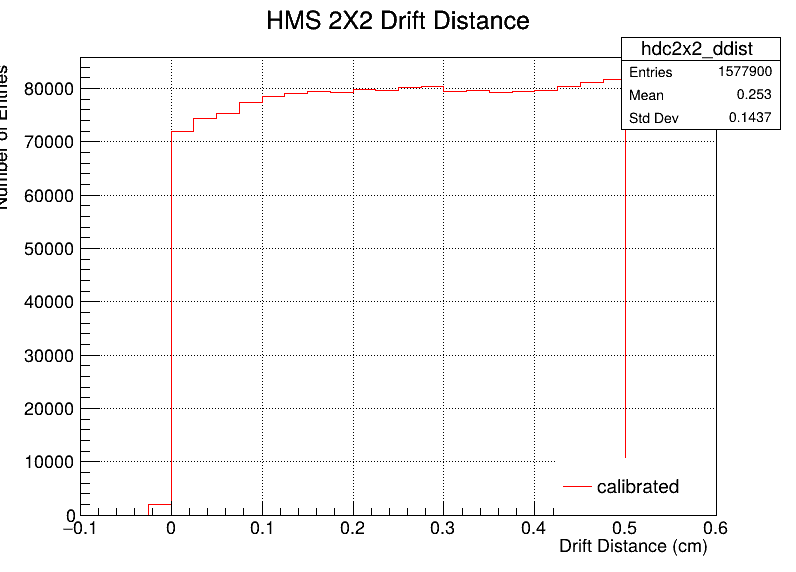 HMS 2X2 Drift Distance
hdc2x2_ddist
Entries 1577900
Mean 0.253
Std Dev 0.1437
Number of Entries
80000
70000
60000
50000
40000
30000
20000
10000
0
calibrated
−0.1 0 0.1 0.2 0.3 0.4 0.5 0.6
Drift Distance (cm)